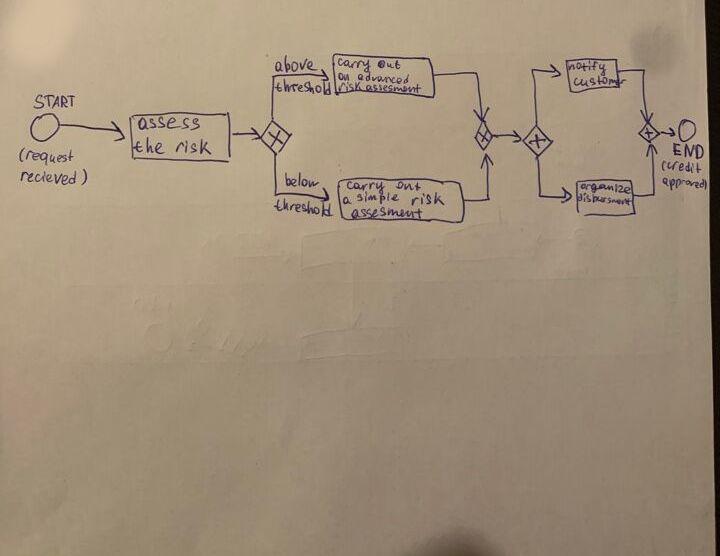 START
(request
recieved)
assess
the risk
above
threshold
carry out
an advanced
risk assesment
below
threshold
carry out
a simple risk
assesment
notify
customer
organize
disbursment
END
(credit
approved)